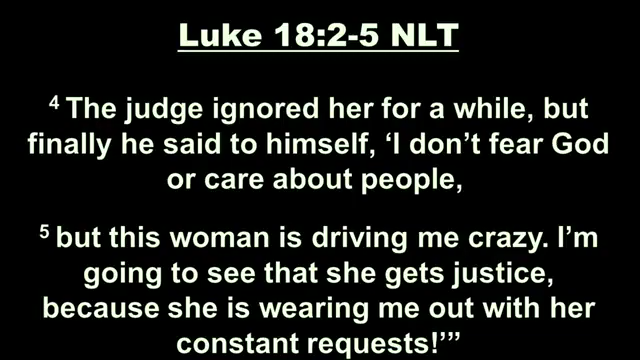 Luke 18:2-5 NLT
4 The judge ignored her for a while, but
finally he said to himself, ‘I don’t fear God
or care about people,
5 but this woman is driving me crazy. I’m
going to see that she gets justice,
because she is wearing me out with her
constant requests!’”